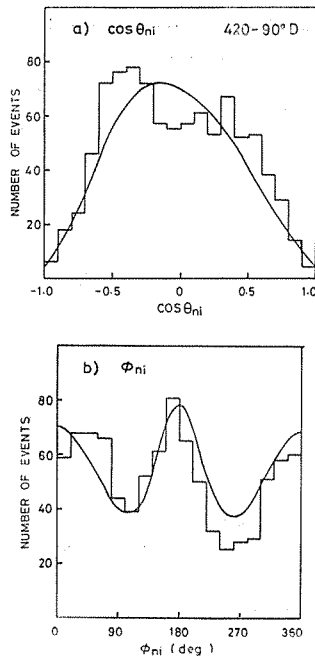 a) cosθni 420-90° D
NUMBER OF EVENTS
80
60
40
20
-1.0 -0.5 0 0.5 1.0
COSθni
b) ϕni
NUMBER OF EVENTS
80
60
40
20
0 90 180 270 360
ϕni (deg)